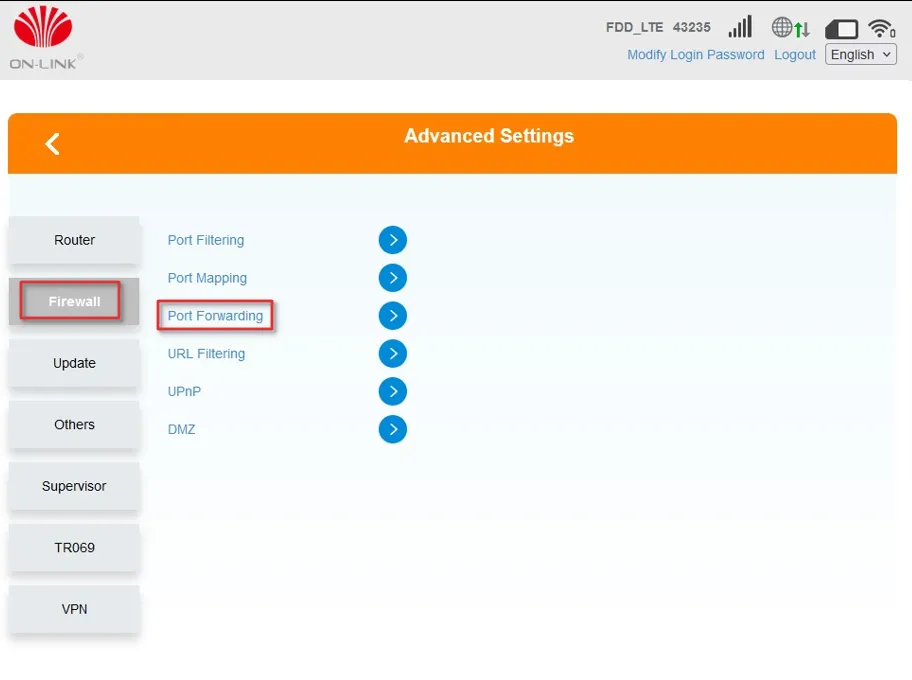 FDD_LTE 43235
ON-LINK®
Modify Login Password Logout English
Advanced Settings
Router
Firewall
Update
Others
Supervisor
TR069
VPN
Port Filtering
Port Mapping
Port Forwarding
URL Filtering
UPnP
DMZ